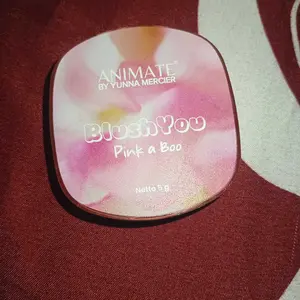 ANIMATE®
BY YUNNA MERCIER
BlushYou
Pink a Boo
Netto 5 g